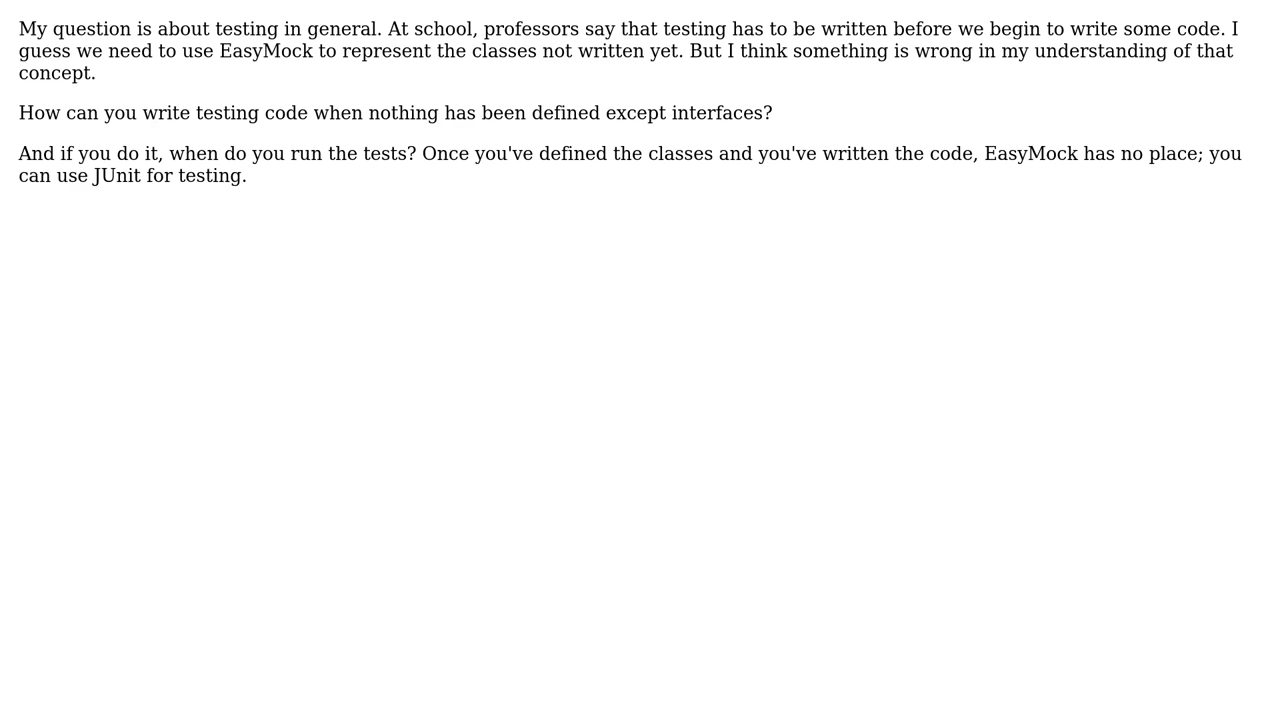 My question is about testing in general. At school, professors say that testing has to be written before we begin to write some code. I
guess we need to use EasyMock to represent the classes not written yet. But I think something is wrong in my understanding of that
concept.
How can you write testing code when nothing has been defined except interfaces?
And if you do it, when do you run the tests? Once you've defined the classes and you've written the code, EasyMock has no place; you
can use JUnit for testing.